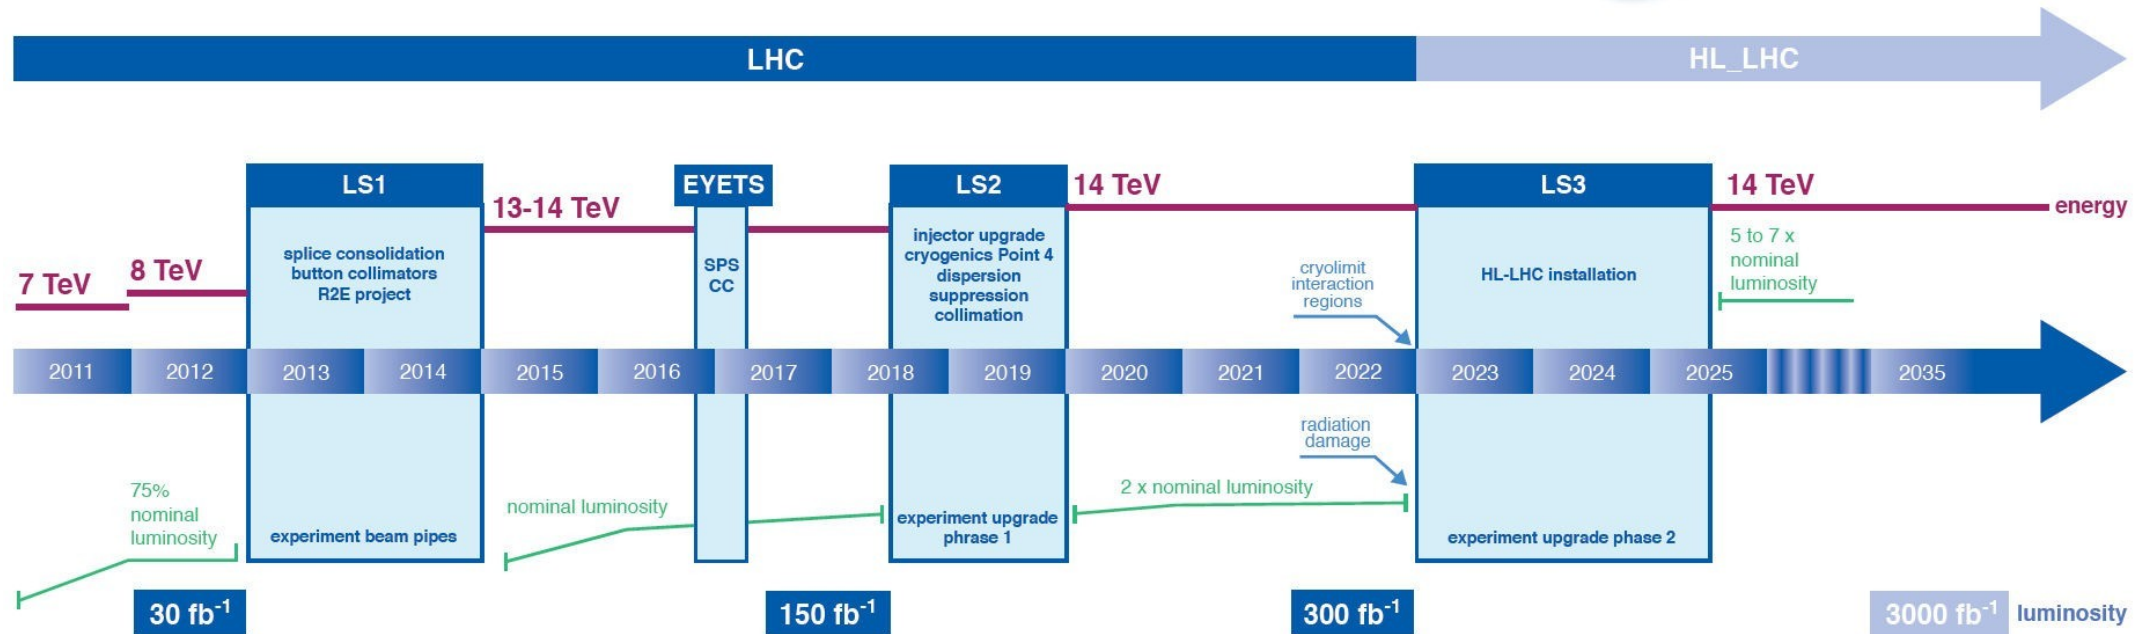 LHC
HL_LHC
LS1
EYETS
LS2
14 TeV
LS3
14 TeV
energy
13-14 TeV
7 TeV
8 TeV
splice consolidation
button collimators
R2E project
SPS
CC
injector upgrade
cryogenics Point 4
dispersion
suppression
collimation
cryolimit
interaction
regions
HL-LHC installation
5 to 7 x
nominal
luminosity
2011 2012 2013 2014 2015 2016 2017 2018 2019 2020 2021 2022 2023 2024 2025 2035
radiation
damage
75%
nominal
luminosity
experiment beam pipes
nominal luminosity
experiment upgrade
phrase 1
2 x nominal luminosity
experiment upgrade phase 2
30 fb⁻¹
150 fb⁻¹
300 fb⁻¹
3000 fb⁻¹
luminosity